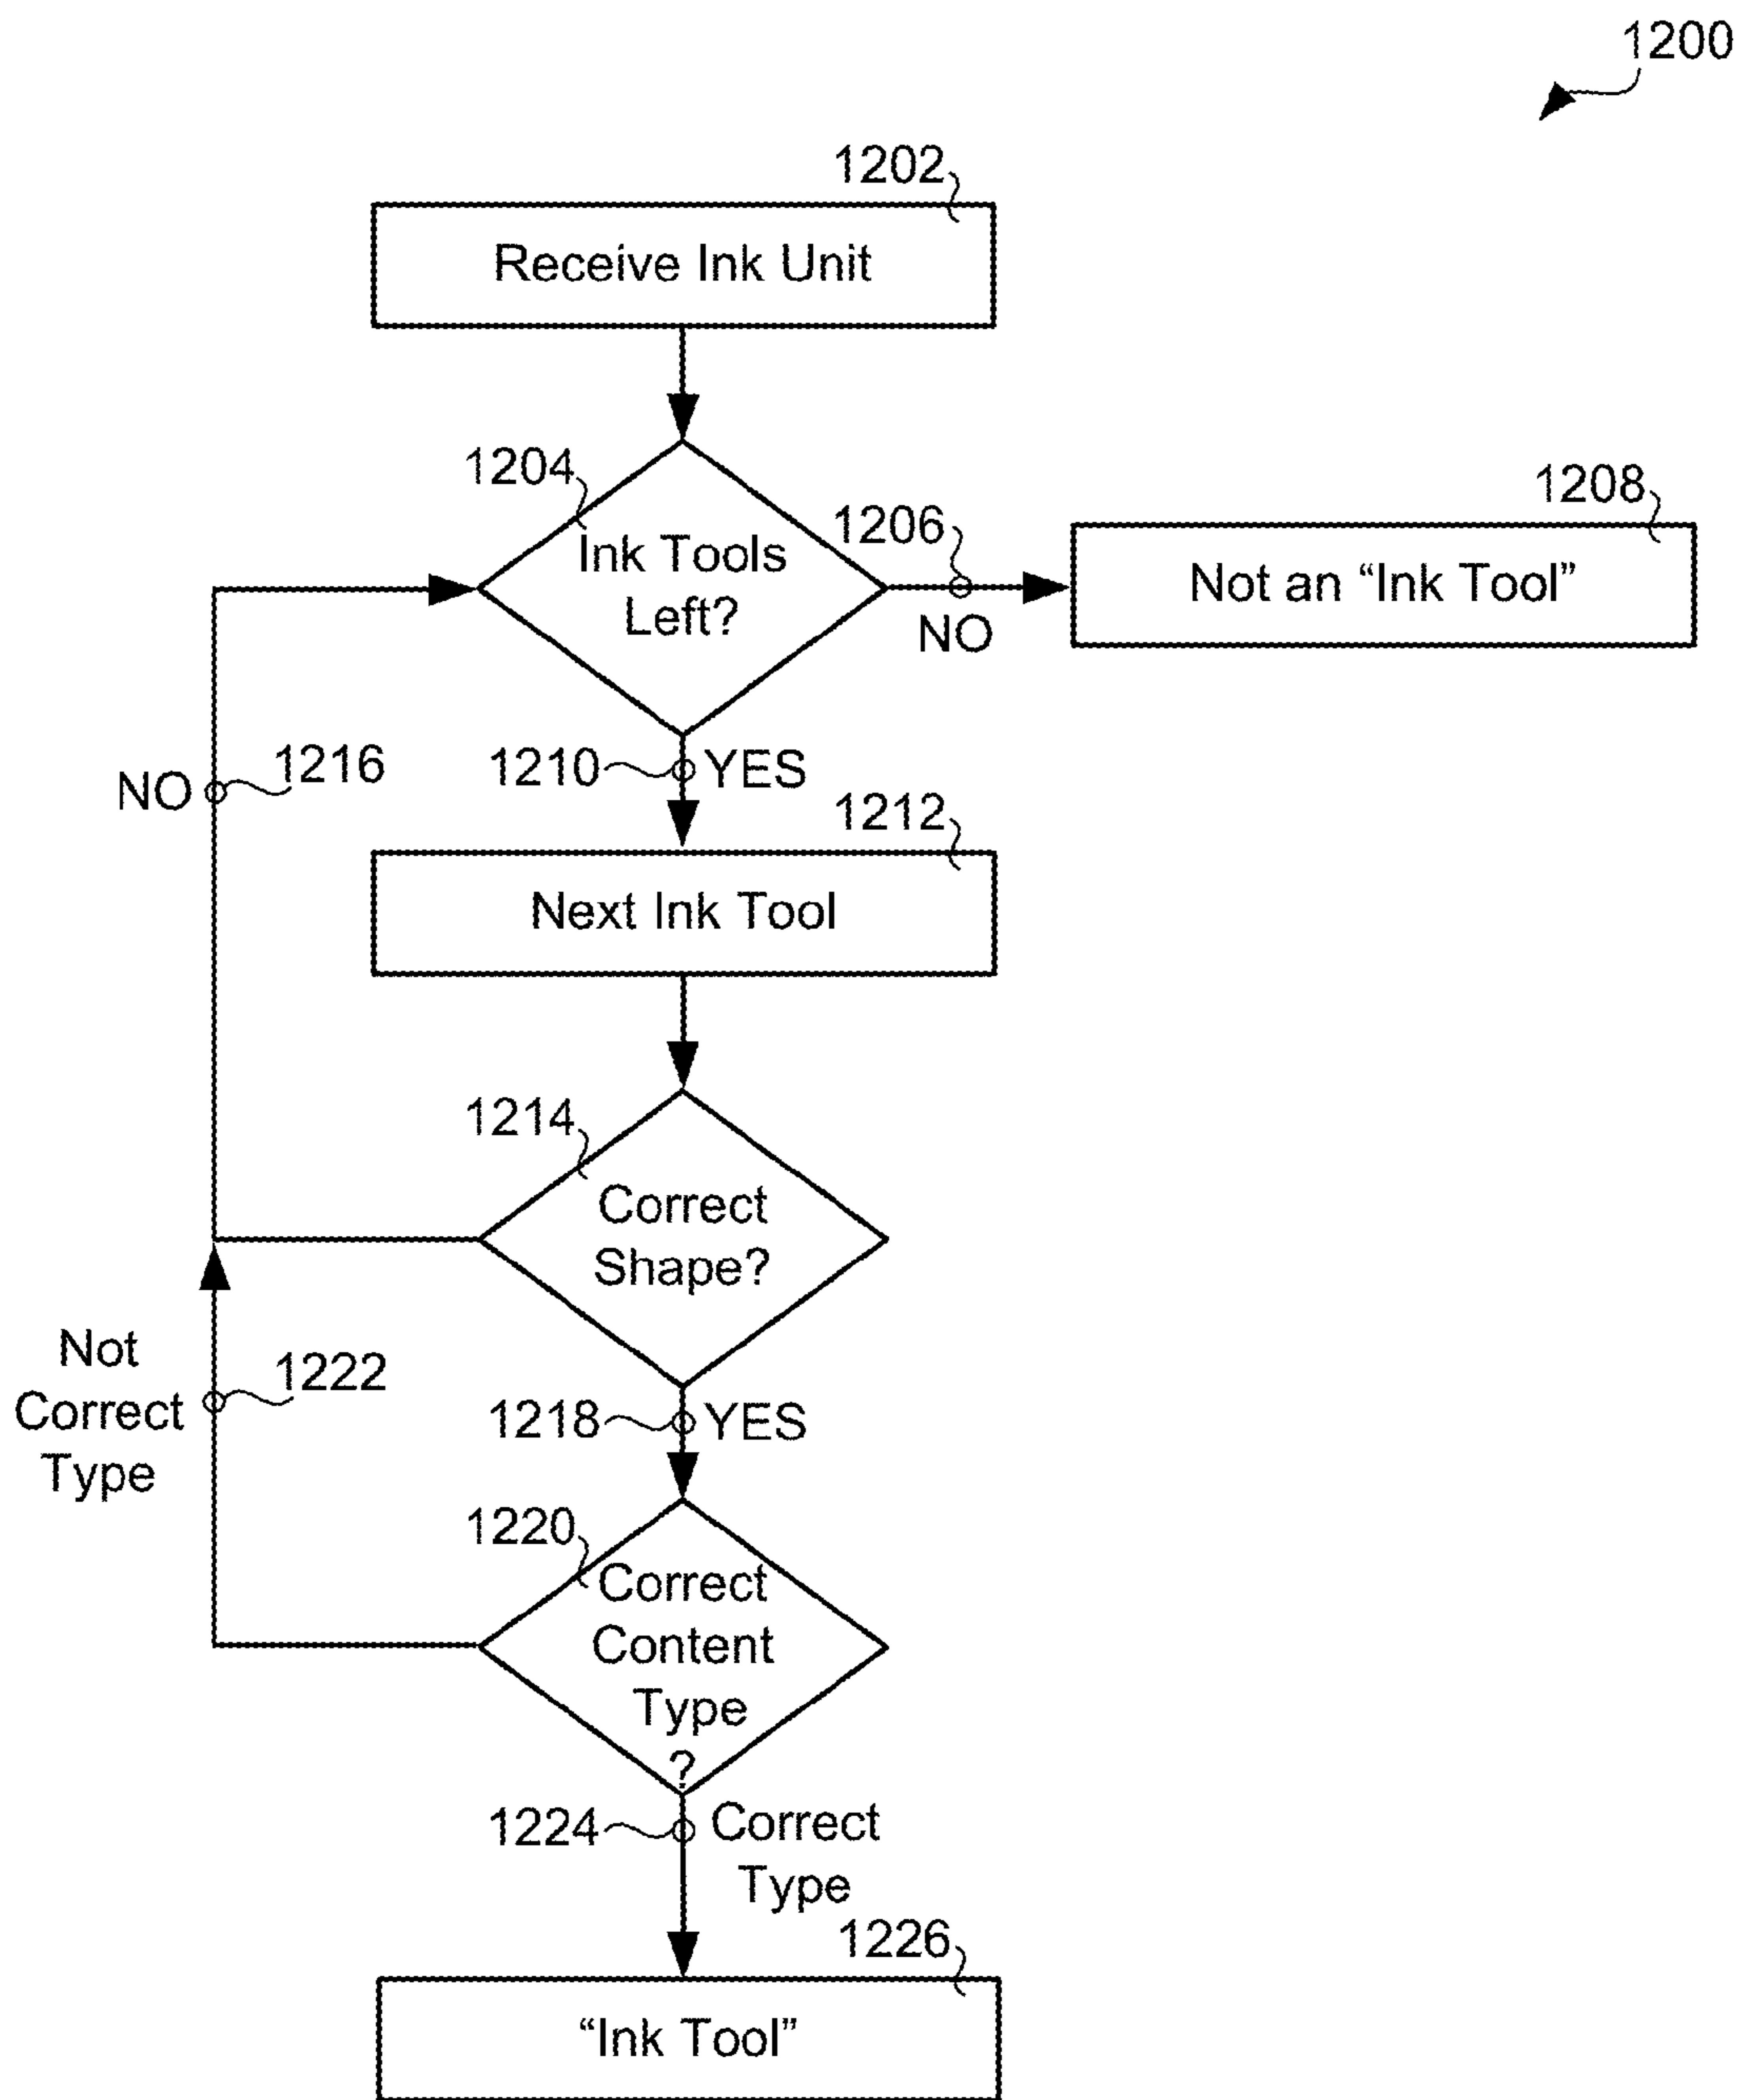 1200
1202
Receive Ink Unit
1204
Ink Tools
Left?
1206
NO
1208
Not an “Ink Tool”
1210
YES
NO
1216
1212
Next Ink Tool
1214
Correct
Shape?
1218
YES
Not
Correct
Type
1222
1220
Correct
Content
Type
?
1224
Correct
Type
1226
“Ink Tool”